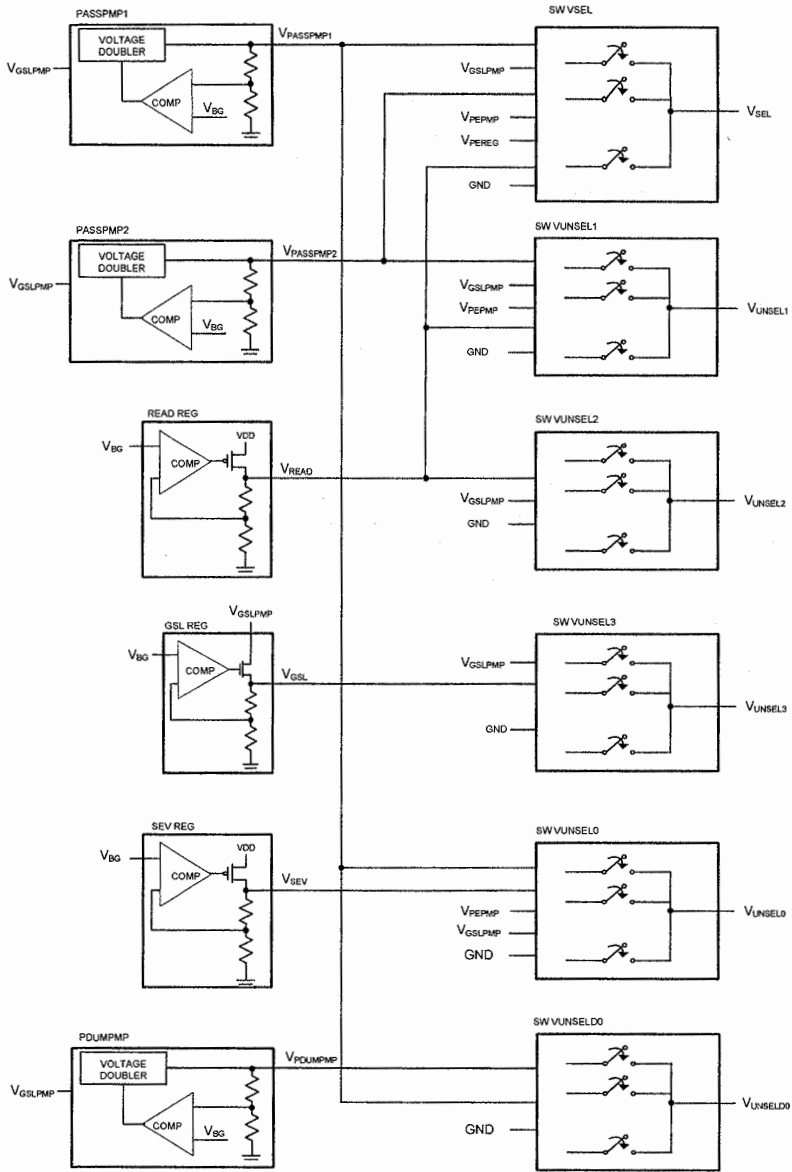 PASSPMP1
VOLTAGE
DOUBLER
VGSLPMP
COMP
VBG
VPASSPMP1
SW VSEL
VGSLPMP
VPEPMP
VPEREG
GND
VSEL
PASSPMP2
VOLTAGE
DOUBLER
VGSLPMP
COMP
VBG
VPASSPMP2
SW VUNSEL1
VGSLPMP
VPEPMP
GND
VUNSEL1
READ REG
VBG
COMP
VDD
VREAD
SW VUNSEL2
VGSLPMP
GND
VUNSEL2
VGSLPMP
GSL REG
VBG
COMP
VGSL
SW VUNSEL3
VGSLPMP
GND
VUNSEL3
SEV REG
VBG
COMP
VDD
VSEV
SW VUNSEL0
VPEPMP
VGSLPMP
GND
VUNSEL0
PDUMPMP
VOLTAGE
DOUBLER
VGSLPMP
COMP
VBG
VPDUMPMP
SW VUNSELD0
GND
VUNSELD0